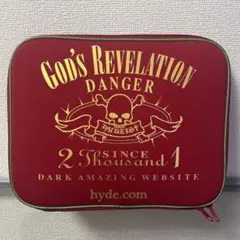 GOD'S REVELATION
DANGER
SINCE
2 Thousand 1
DARK AMAZING WEBSITE
hyde.com